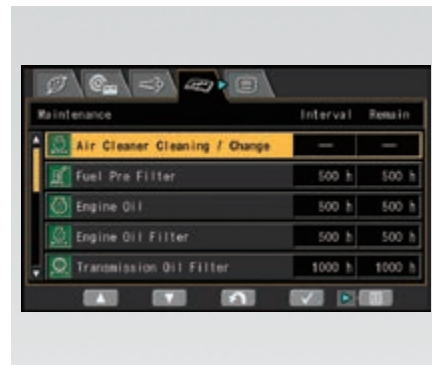 Maintenance Interval Remain
Air Cleaner Cleaning / Change — —
Fuel Pre Filter 500 h 500 h
Engine Oil 500 h 500 h
Engine Oil Filter 500 h 500 h
Transmission Oil Filter 1000 h 1000 h